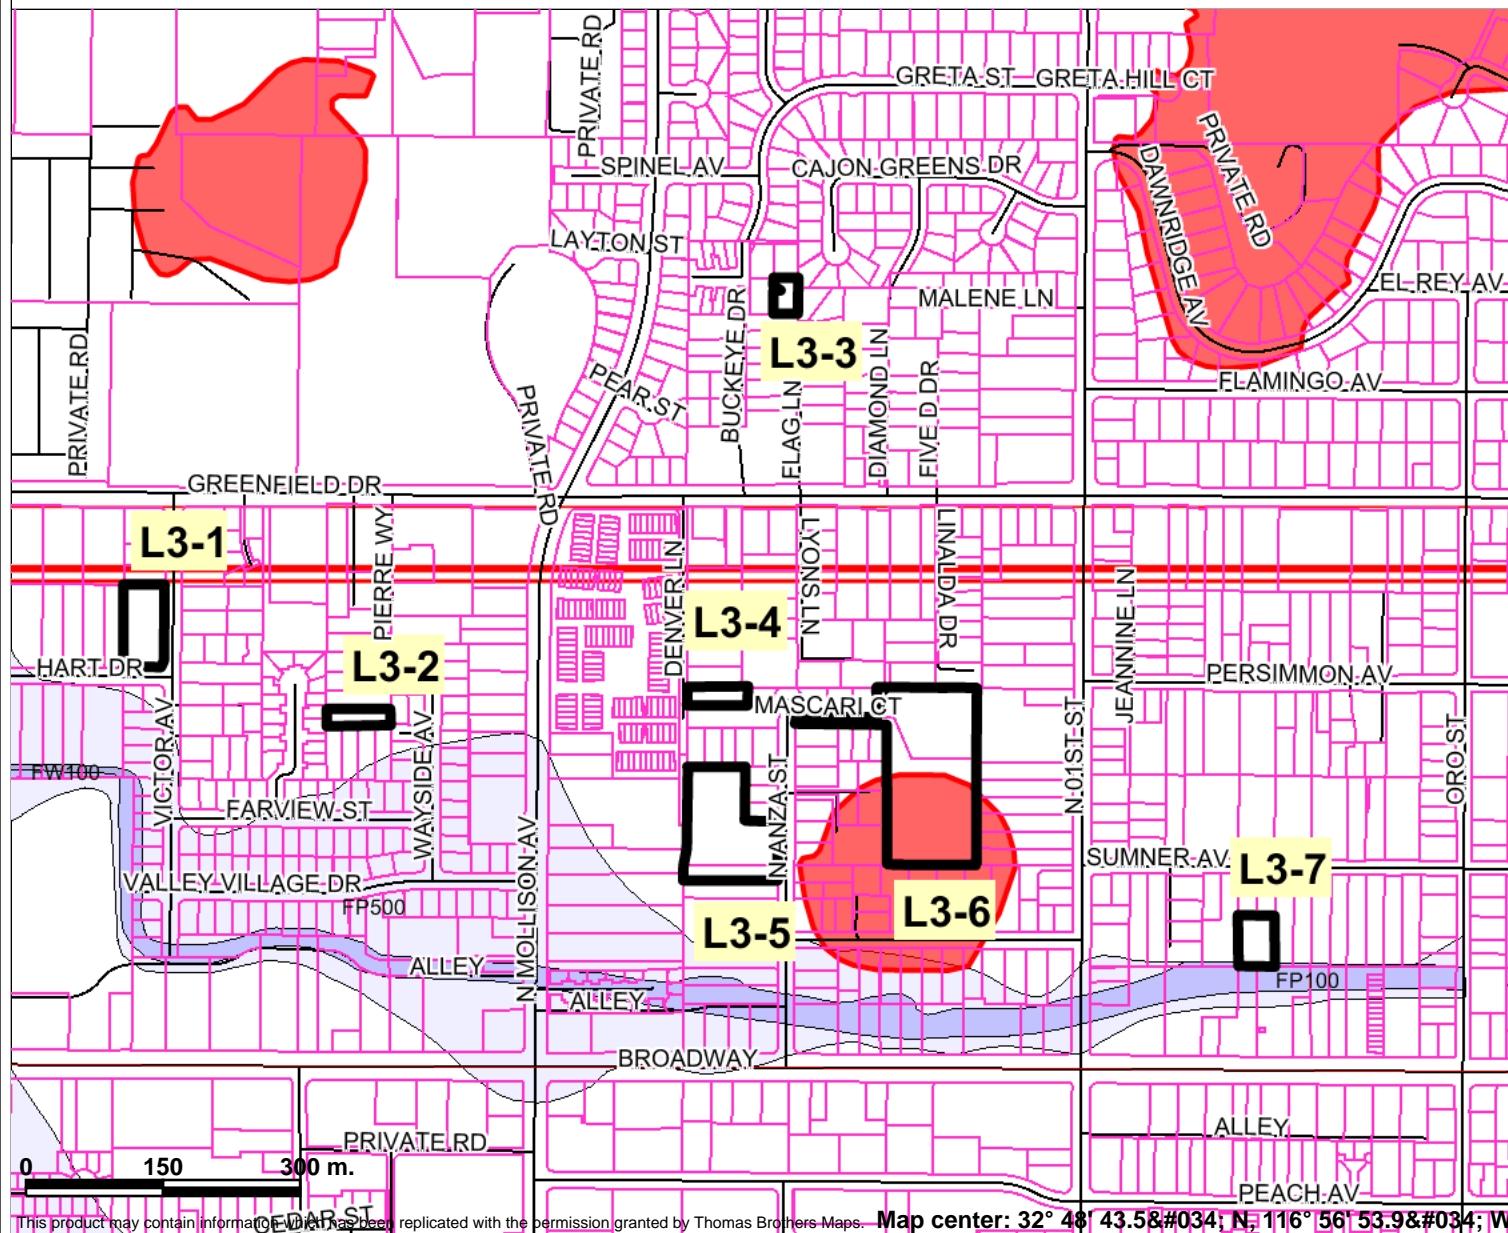 PRIVATE RD
GRETA ST
GRETA HILL CT
PRIVATE RD
SPINEL AV
CAJON GREENS DR
DAWNRIDGE AV
LAYTON ST
EL REY AV
MALENE LN
BUCKEYE DR
L3-3
PRIVATE RD
PEAR ST
FLAG LN
DIAMOND LN
FIVE D DR
FLAMINGO AV
PRIVATE RD
GREENFIELD DR
L3-1
PIERRE WY
DENVER LN
LYONS LN
LINALDA DR
JEANNINE LN
L3-4
HART DR
L3-2
PERSIMMON AV
MASCARI CT
VICTOR AV
WAYSIDE AV
N 01ST ST
ORO ST
FW100
FARVIEW ST
N ANZA ST
SUMNER AV
L3-7
VALLEY VILLAGE DR
FP500
N MOLLISON AV
L3-6
L3-5
ALLEY
FP100
ALLEY
BROADWAY
ALLEY
PRIVATE RD
0 150 300 m.
PEACH AV
CEDAR ST
This product may contain information which has been replicated with the permission granted by Thomas Brothers Maps. Map center: 32° 48' 43.5&#034; N, 116° 56' 53.9&#034; W